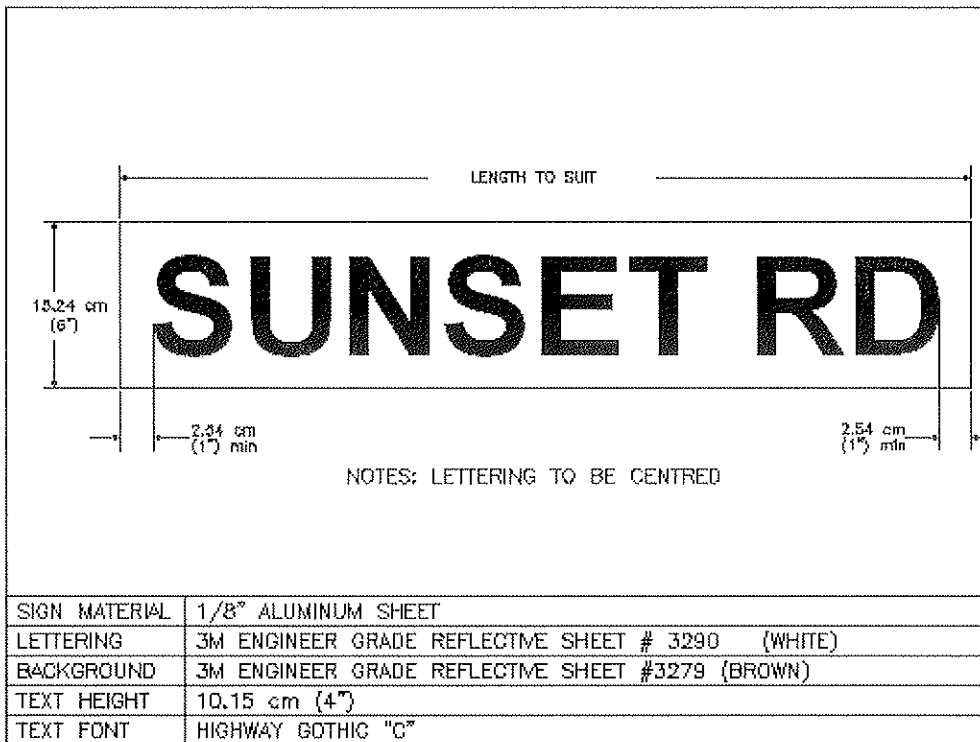 LENGTH TO SUIT
SUNSET RD
15.24 cm
(6")
2.54 cm
(1") min
2.54 cm
(1") min
NOTES: LETTERING TO BE CENTRED
SIGN MATERIAL 1/8" ALUMINUM SHEET
LETTERING 3M ENGINEER GRADE REFLECTIVE SHEET # 3290 (WHITE)
BACKGROUND 3M ENGINEER GRADE REFLECTIVE SHEET #3279 (BROWN)
TEXT HEIGHT 10.15 cm (4")
TEXT FONT HIGHWAY GOTHIC "C"